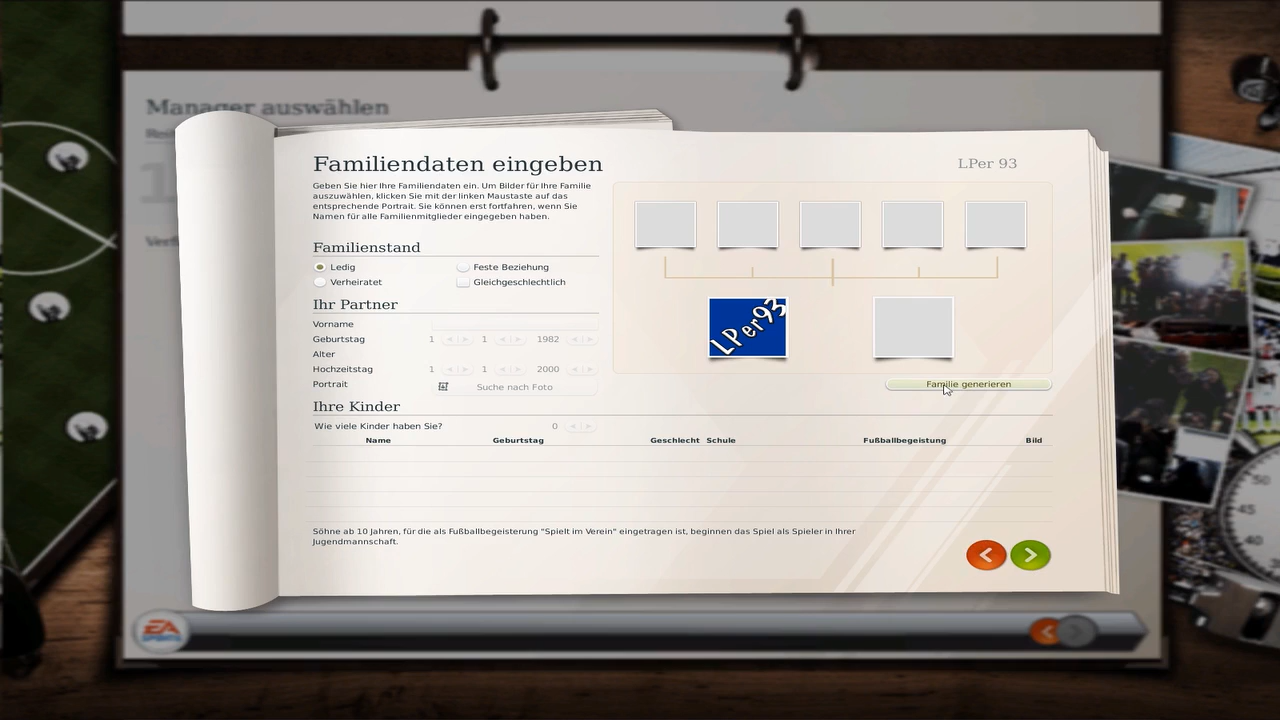 Manager auswählen
Familiendaten eingeben
LPer 93
Geben Sie hier Ihre Familiendaten ein. Um Bilder für Ihre Familie
auszuwählen, klicken Sie mit der linken Maustaste auf das
entsprechende Portrait. Sie können erst fortfahren, wenn Sie
Namen für alle Familienmitglieder eingegeben haben.
Familienstand
Ledig
Feste Beziehung
Verheiratet
Gleichgeschlechtlich
Ihr Partner
Vorname
Geburtstag 1 1 1982
Alter
Hochzeitstag 1 1 2000
Portrait Suche nach Foto
LPer93
Familie generieren
Ihre Kinder
Wie viele Kinder haben Sie? 0
Name Geburtstag Geschlecht Schule Fußballbegeistung Bild
Söhne ab 10 Jahren, für die als Fußballbegeisterung "Spielt im Verein" eingetragen ist, beginnen das Spiel als Spieler in Ihrer
Jugendmannschaft.
EA
SPORTS
50
45
40